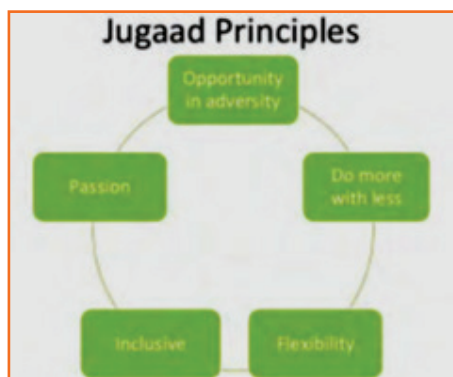 Jugaad Principles
Opportunity
in adversity
Do more
with less
Flexibility
Inclusive
Passion